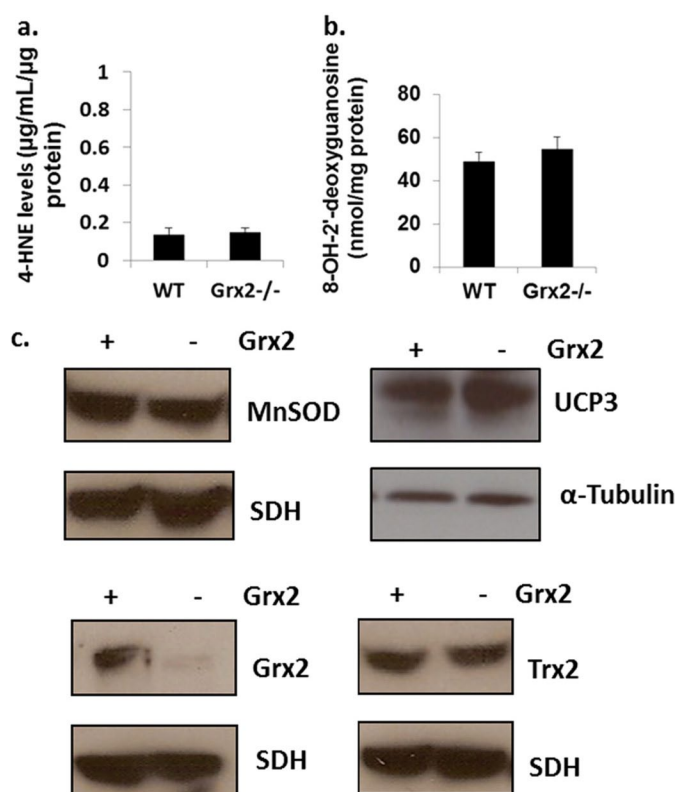 a.
4-HNE levels (µg/mL/µg
protein)
1
0.8
0.6
0.4
0.2
0
WT Grx2-/-
b.
8-OH-2'-deoxyguanosine
(nmol/mg protein)
80
60
40
20
0
WT Grx2-/-
c.
+ - Grx2
MnSOD
SDH
+ - Grx2
UCP3
α-Tubulin
+ - Grx2
Grx2
SDH
+ - Grx2
Trx2
SDH